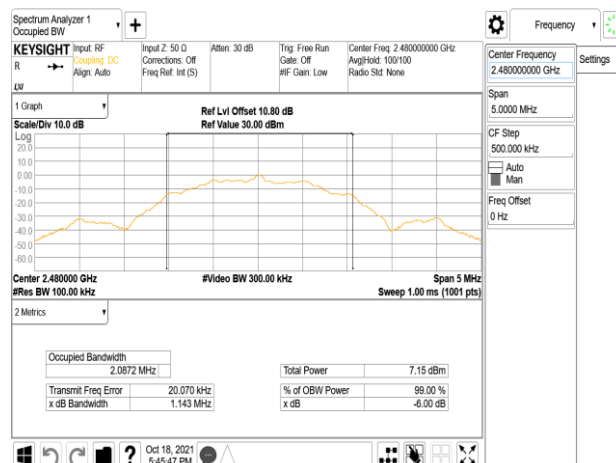 Spectrum Analyzer 1
Occupied BW
Frequency
KEYSIGHT
Input: RF
Coupling: DC
Align: Auto
Input Z: 50 Ω
Corrections: Off
Freq Ref: Int (S)
Atten: 30 dB
Trig: Free Run
Gate: Off
#IF Gain: Low
Center Freq: 2.480000000 GHz
Avg|Hold: 100/100
Radio Std: None
R
LXI
Center Frequency
2.480000000 GHz
Settings
Span
5.0000 MHz
CF Step
500.000 kHz
Auto
Man
Freq Offset
0 Hz
1 Graph
Scale/Div 10.0 dB
Ref Lvl Offset 10.80 dB
Ref Value 30.00 dBm
Log
20.0
10.0
0.00
-10.0
-20.0
-30.0
-40.0
-50.0
-60.0
Center 2.480000 GHz
#Res BW 100.00 kHz
#Video BW 300.00 kHz
Span 5 MHz
Sweep 1.00 ms (1001 pts)
2 Metrics
Occupied Bandwidth
2.0872 MHz
Total Power 7.15 dBm
Transmit Freq Error 20.070 kHz
% of OBW Power 99.00 %
x dB Bandwidth 1.143 MHz
x dB -6.00 dB
Oct 18, 2021
5:45:47 PM